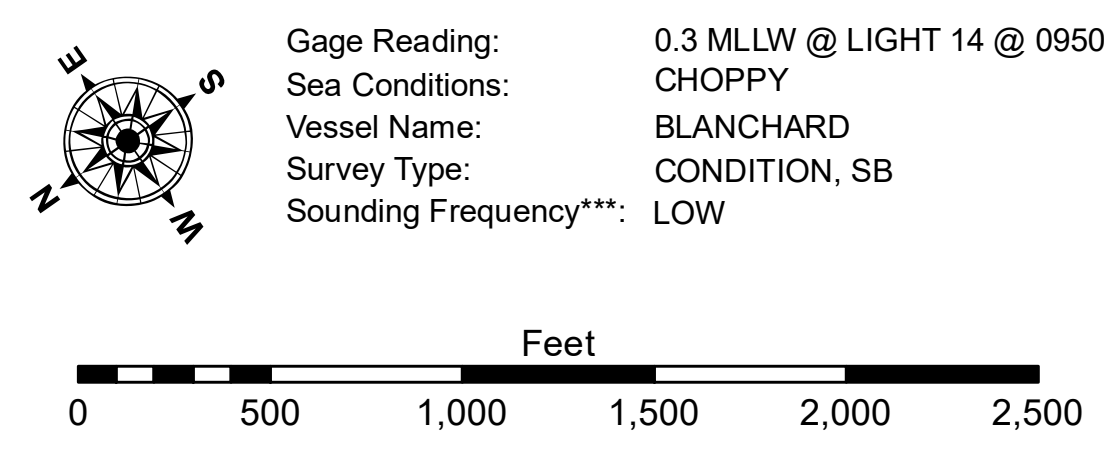 E
S
N
W
Gage Reading: 0.3 MLLW @ LIGHT 14 @ 0950
Sea Conditions: CHOPPY
Vessel Name: BLANCHARD
Survey Type: CONDITION, SB
Sounding Frequency***: LOW
Feet
0 500 1,000 1,500 2,000 2,500